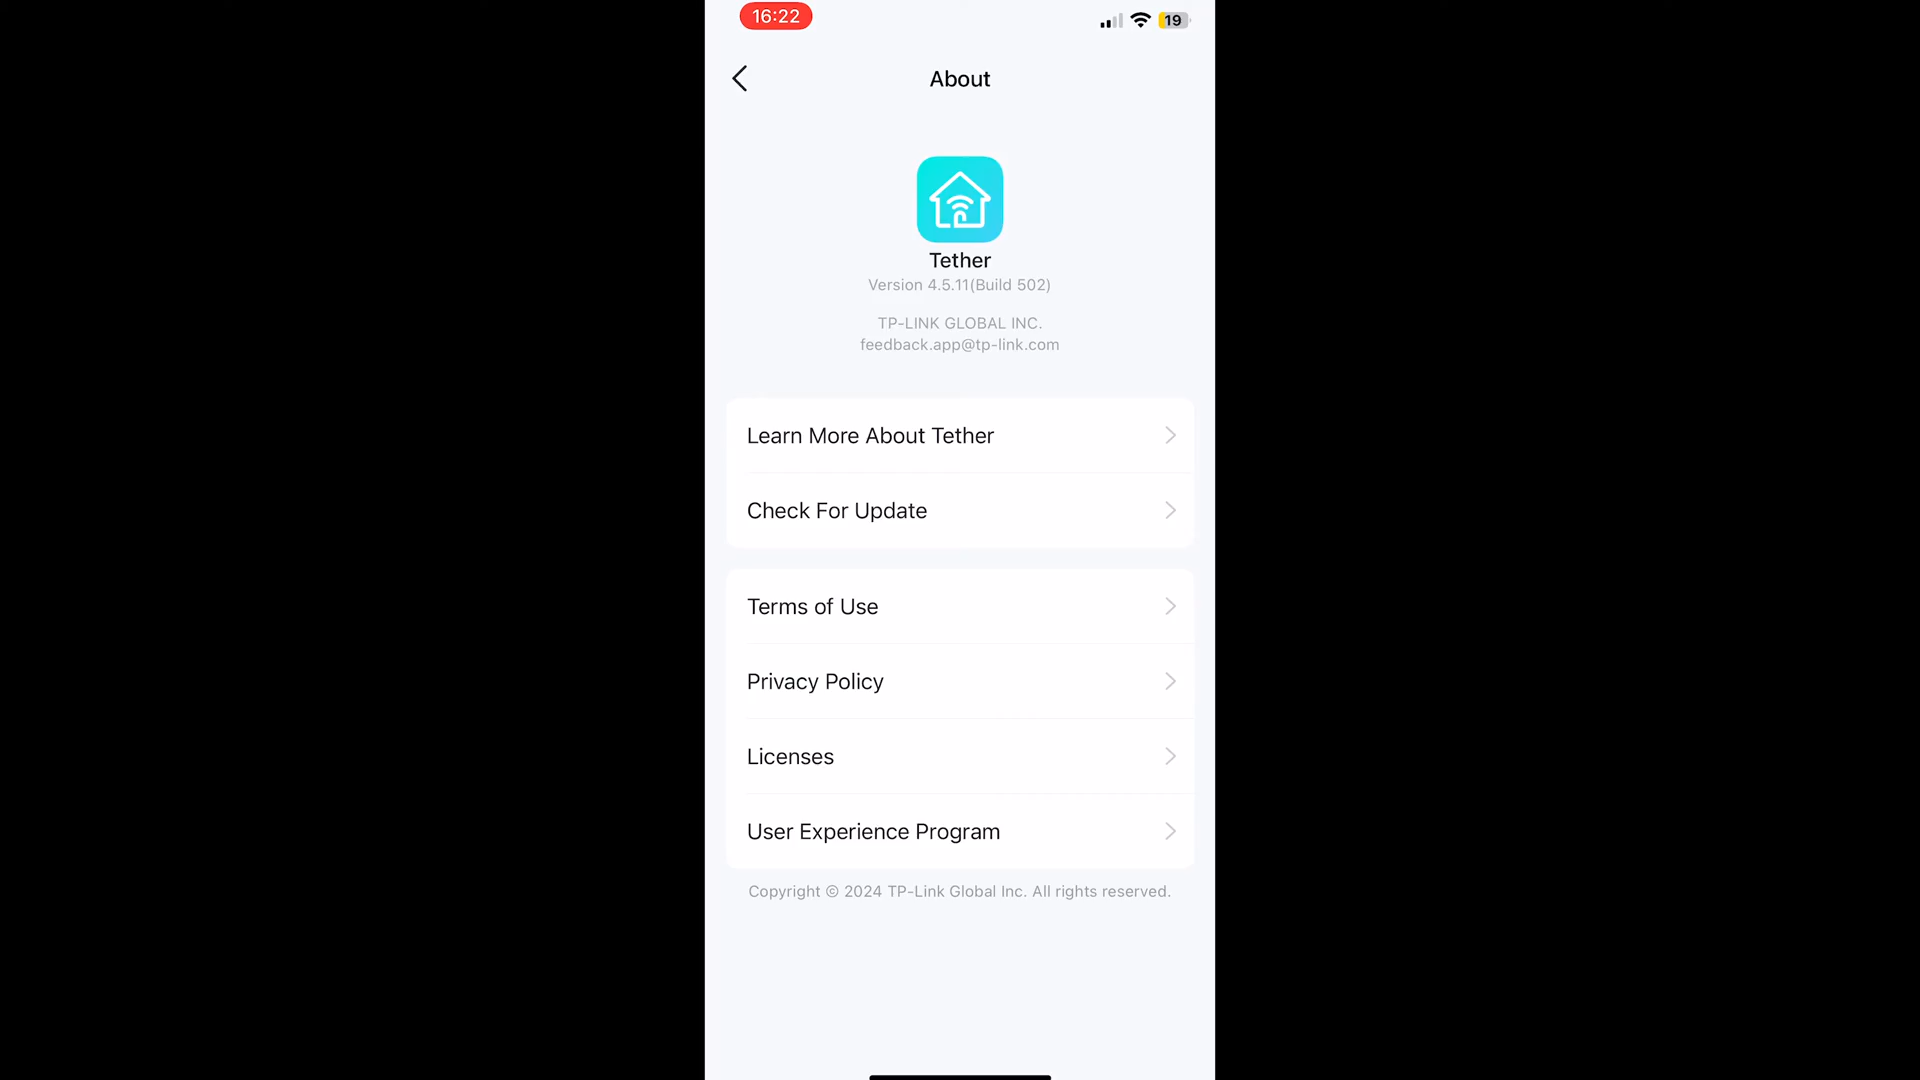 16:22
19
About
Tether
Version 4.5.11(Build 502)
TP-LINK GLOBAL INC.
feedback.app@tp-link.com
Learn More About Tether
Check For Update
Terms of Use
Privacy Policy
Licenses
User Experience Program
Copyright © 2024 TP-Link Global Inc. All rights reserved.